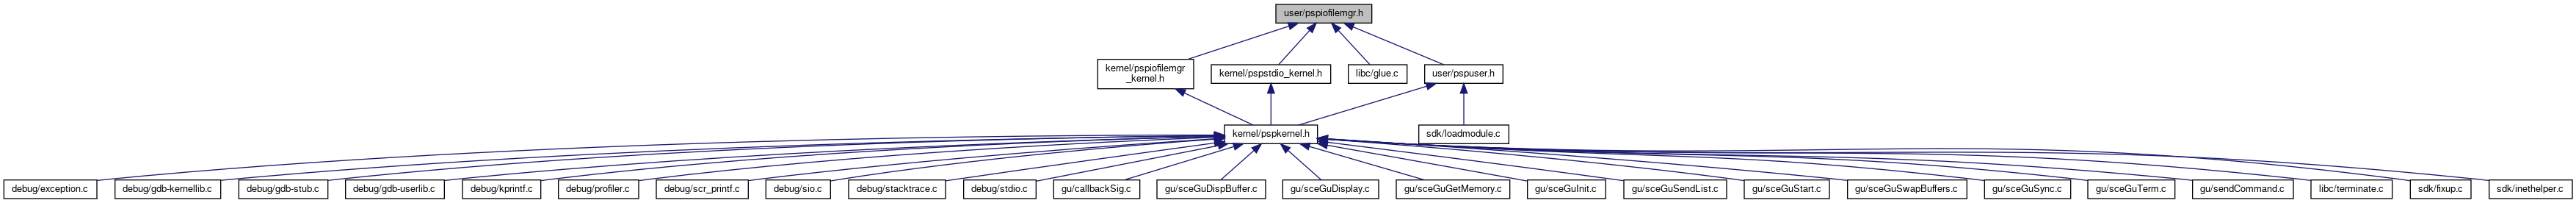 user/pspiofilemgr.h
kernel/pspiofilemgr
_kernel.h
kernel/pspstdio_kernel.h
libc/glue.c
user/pspuser.h
kernel/pspkernel.h
sdk/loadmodule.c
debug/exception.c
debug/gdb-kernellib.c
debug/gdb-stub.c
debug/gdb-userlib.c
debug/kprintf.c
debug/profiler.c
debug/scr_printf.c
debug/sio.c
debug/stacktrace.c
debug/stdio.c
gu/callbackSig.c
gu/sceGuDispBuffer.c
gu/sceGuDisplay.c
gu/sceGuGetMemory.c
gu/sceGuInit.c
gu/sceGuSendList.c
gu/sceGuStart.c
gu/sceGuSwapBuffers.c
gu/sceGuSync.c
gu/sceGuTerm.c
gu/sendCommand.c
libc/terminate.c
sdk/fixup.c
sdk/inethelper.c